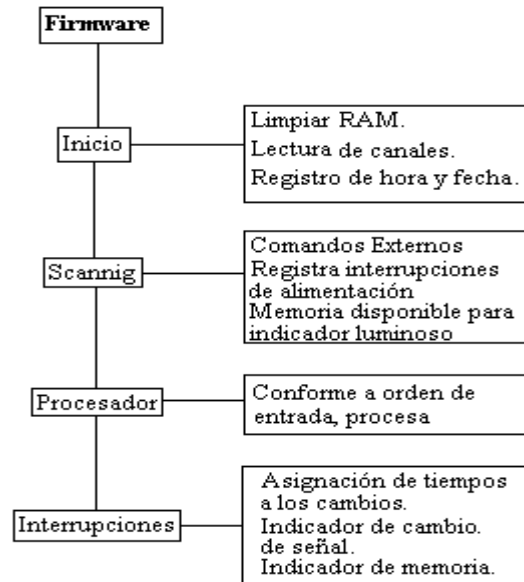 Firmware
Inicio
Limpiar RAM.
Lectura de canales.
Registro de hora y fecha.
Scannig
Comandos Externos
Registra interrupciones
de alimentación
Memoria disponible para
indicador luminoso
Procesador
Conforme a orden de
entrada, procesa
Interrupciones
Asignación de tiempos
a los cambios.
Indicador de cambio.
de señal.
Indicador de memoria.